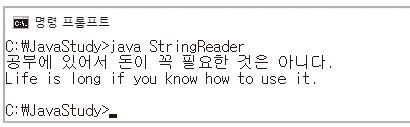 명령 프롬프트
C:₩JavaStudy>java StringReader
공부에 있어서 돈이 꼭 필요한 것은 아니다.
Life is long if you know how to use it.
C:₩JavaStudy>